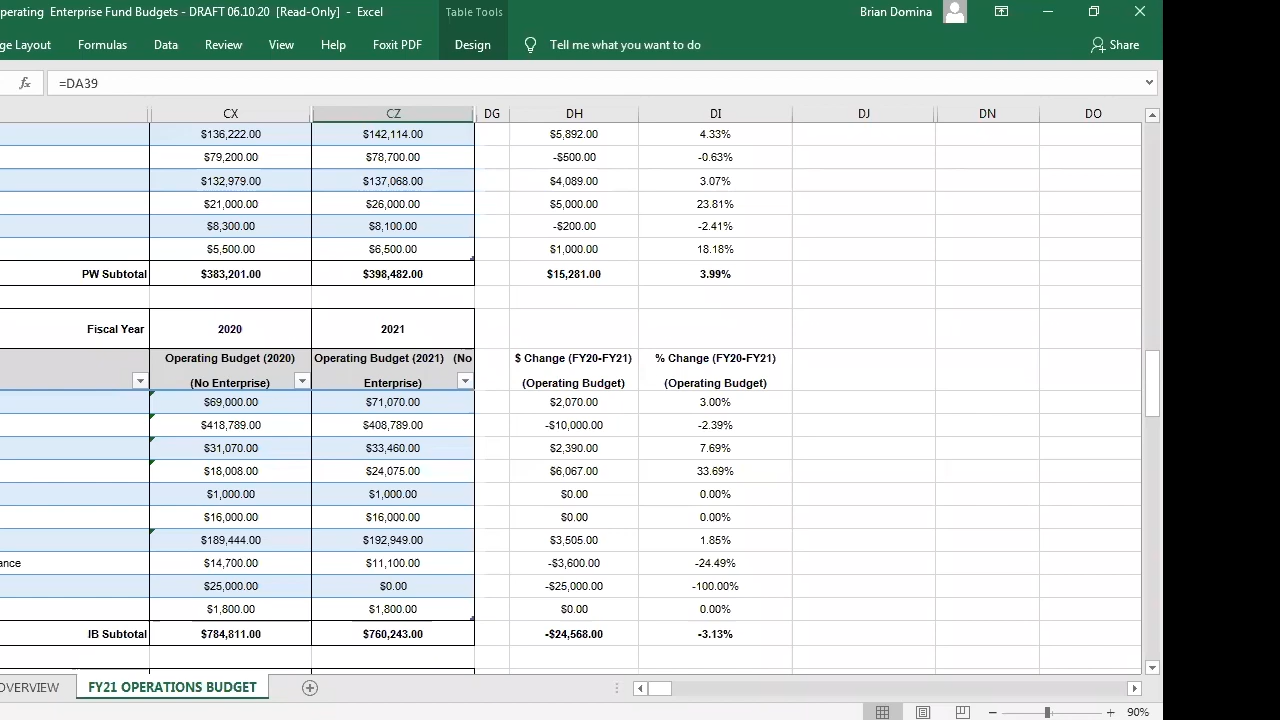 perating Enterprise Fund Budgets - DRAFT 06.10.20 [Read-Only] - Excel Table Tools Brian Domina
ge Layout Formulas Data Review View Help Foxit PDF Design Tell me what you want to do Share
fx =DA39
CX CZ DG DH DI DJ DN DO
$136,222.00 $142,114.00 $5,892.00 4.33%
$79,200.00 $78,700.00 -$500.00 -0.63%
$132,979.00 $137,068.00 $4,089.00 3.07%
$21,000.00 $26,000.00 $5,000.00 23.81%
$8,300.00 $8,100.00 -$200.00 -2.41%
$5,500.00 $6,500.00 $1,000.00 18.18%
PW Subtotal $383,201.00 $398,482.00 $15,281.00 3.99%
Fiscal Year 2020 2021
Operating Budget (2020) Operating Budget (2021) (No $ Change (FY20-FY21) % Change (FY20-FY21)
(No Enterprise) Enterprise) (Operating Budget) (Operating Budget)
$69,000.00 $71,070.00 $2,070.00 3.00%
$418,789.00 $408,789.00 -$10,000.00 -2.39%
$31,070.00 $33,460.00 $2,390.00 7.69%
$18,008.00 $24,075.00 $6,067.00 33.69%
$1,000.00 $1,000.00 $0.00 0.00%
$16,000.00 $16,000.00 $0.00 0.00%
$189,444.00 $192,949.00 $3,505.00 1.85%
ance $14,700.00 $11,100.00 -$3,600.00 -24.49%
$25,000.00 $0.00 -$25,000.00 -100.00%
$1,800.00 $1,800.00 $0.00 0.00%
IB Subtotal $784,811.00 $760,243.00 -$24,568.00 -3.13%
OVERVIEW FY21 OPERATIONS BUDGET
90%